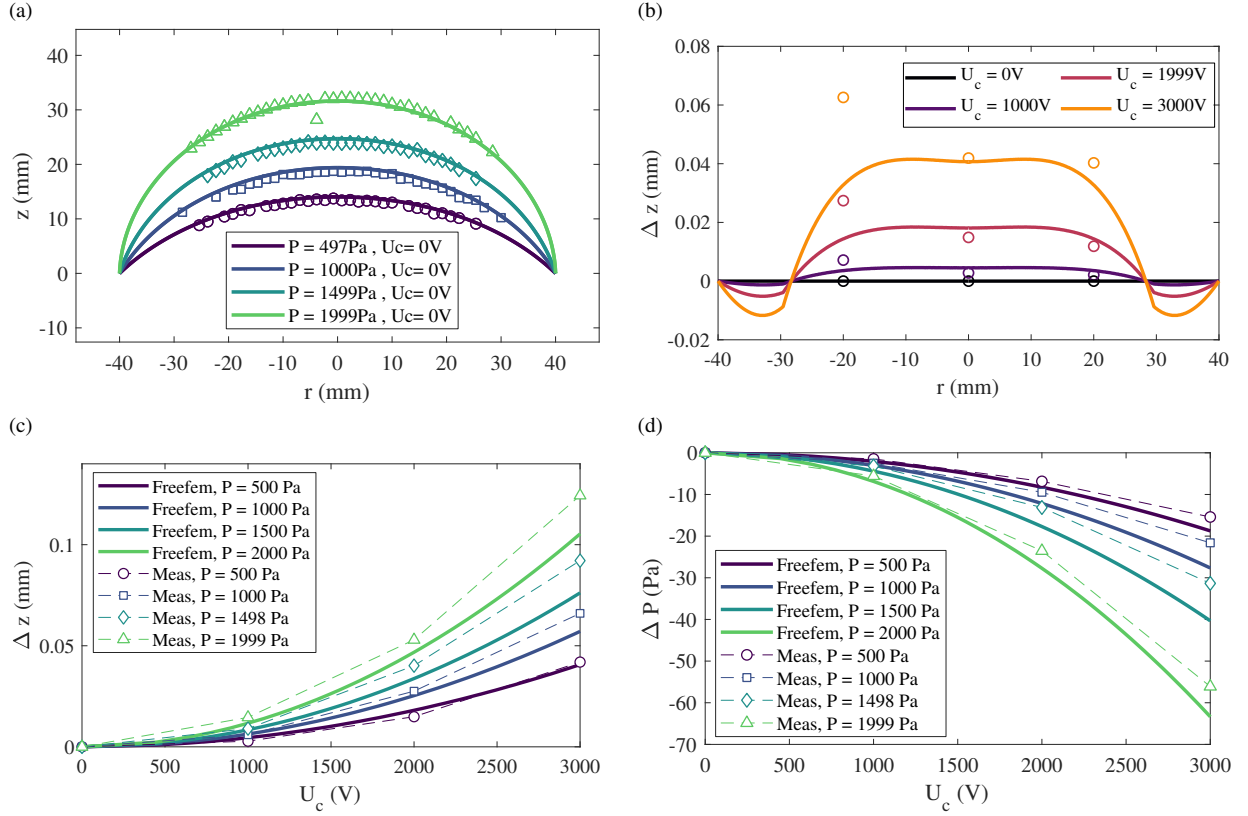 (a)
40
30
20
10
0
-10
z (mm)
-40
-30
-20
-10
0
10
20
30
40
r (mm)
P = 497Pa , Uc= 0V
P = 1000Pa , Uc= 0V
P = 1499Pa , Uc= 0V
P = 1999Pa , Uc= 0V
(b)
0.08
0.06
0.04
0.02
0
-0.02
Δ z (mm)
-40
-30
-20
-10
0
10
20
30
40
r (mm)
U_c = 0V
U_c = 1000V
U_c = 1999V
U_c = 3000V
(c)
0.1
0.05
0
Δ z (mm)
0
500
1000
1500
2000
2500
3000
U_c (V)
Freefem, P = 500 Pa
Freefem, P = 1000 Pa
Freefem, P = 1500 Pa
Freefem, P = 2000 Pa
Meas, P = 500 Pa
Meas, P = 1000 Pa
Meas, P = 1498 Pa
Meas, P = 1999 Pa
(d)
0
-10
-20
-30
-40
-50
-60
-70
Δ P (Pa)
0
500
1000
1500
2000
2500
3000
U_c (V)
Freefem, P = 500 Pa
Freefem, P = 1000 Pa
Freefem, P = 1500 Pa
Freefem, P = 2000 Pa
Meas, P = 500 Pa
Meas, P = 1000 Pa
Meas, P = 1498 Pa
Meas, P = 1999 Pa